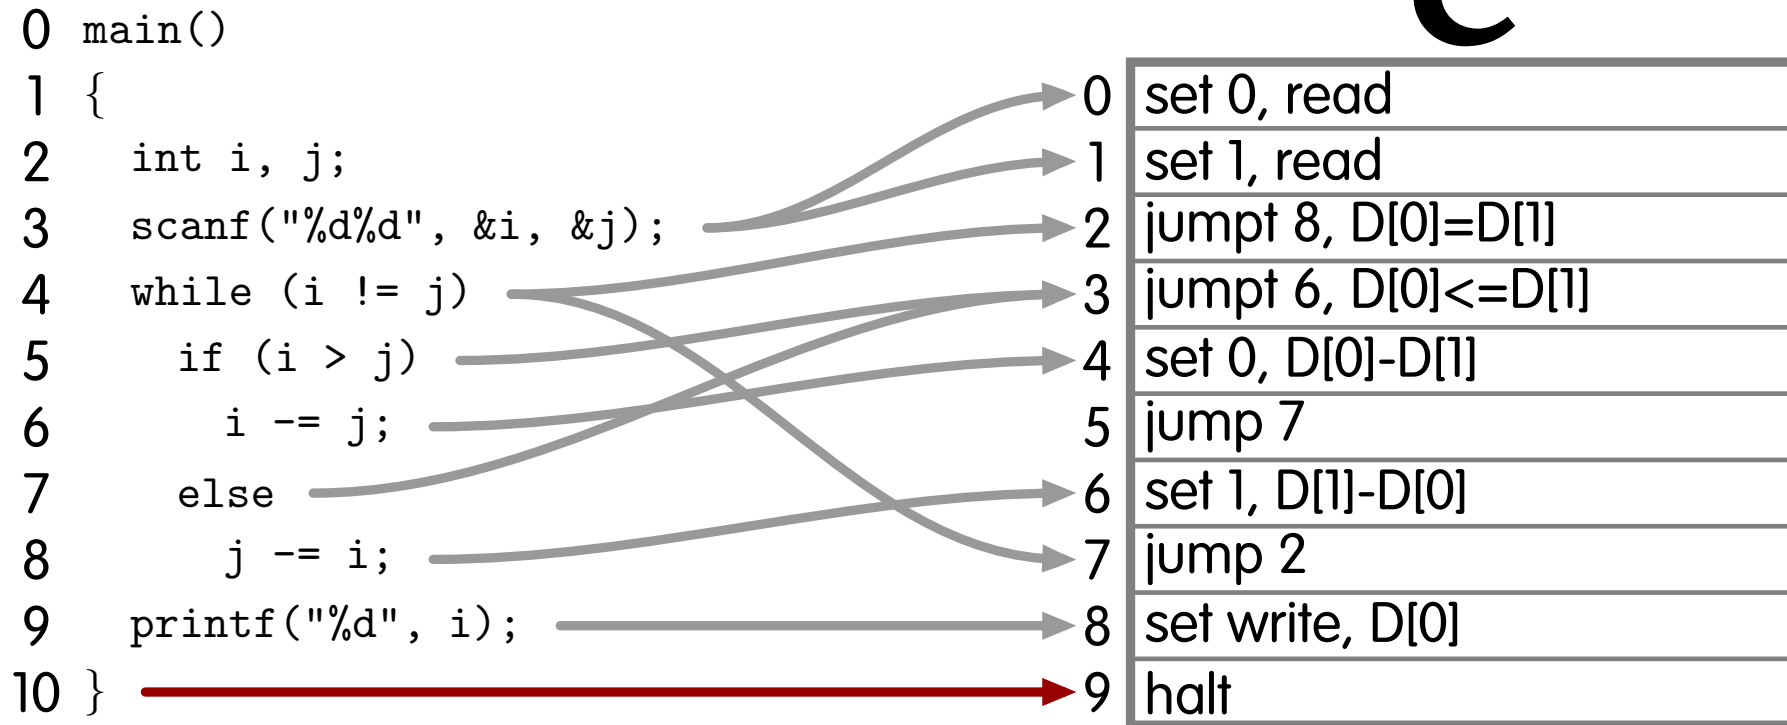 0 main()
1 {
2 int i, j;
3 scanf("%d%d", &i, &j);
4 while (i != j)
5 if (i > j)
6 i -= j;
7 else
8 j -= i;
9 printf("%d", i);
10 }
C
0 set 0, read
1 set 1, read
2 jumpt 8, D[0]=D[1]
3 jumpt 6, D[0]<=D[1]
4 set 0, D[0]-D[1]
5 jump 7
6 set 1, D[1]-D[0]
7 jump 2
8 set write, D[0]
9 halt